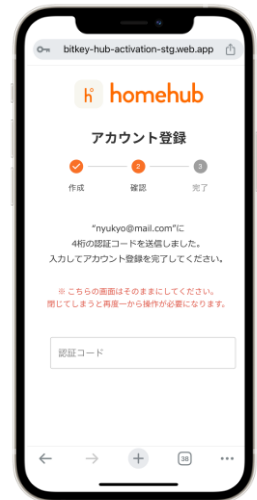 bitkey-hub-activation-stg.web.app
homehub
アカウント登録
2
3
作成
確認
完了
“nyukyo@mail.com”に
4桁の認証コードを送信しました。
入力してアカウント登録を完了してください。
※ こちらの画面はそのままにしてください。
閉じてしまうと再度一から操作が必要になります。
認証コード
38